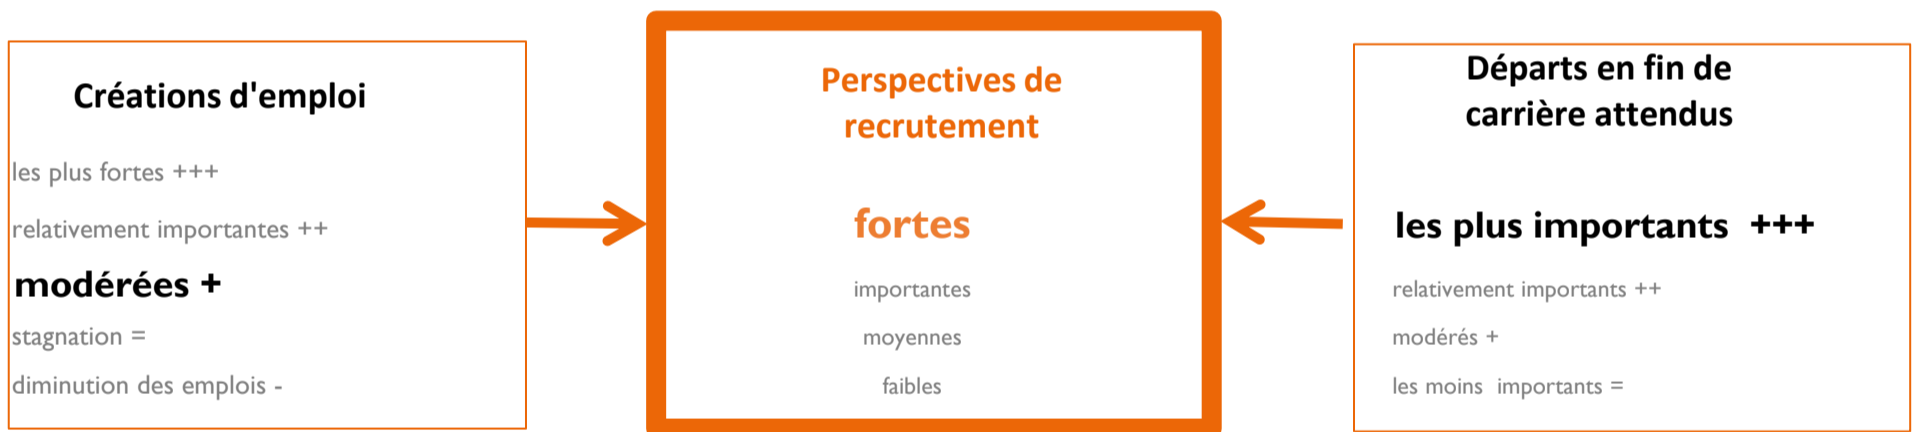 Créations d'emploi
les plus fortes +++
relativement importantes ++
modérées +
stagnation =
diminution des emplois -
Perspectives de
recrutement
fortes
importantes
moyennes
faibles
Départs en fin de
carrière attendus
les plus importants +++
relativement importants ++
modérés +
les moins importants =